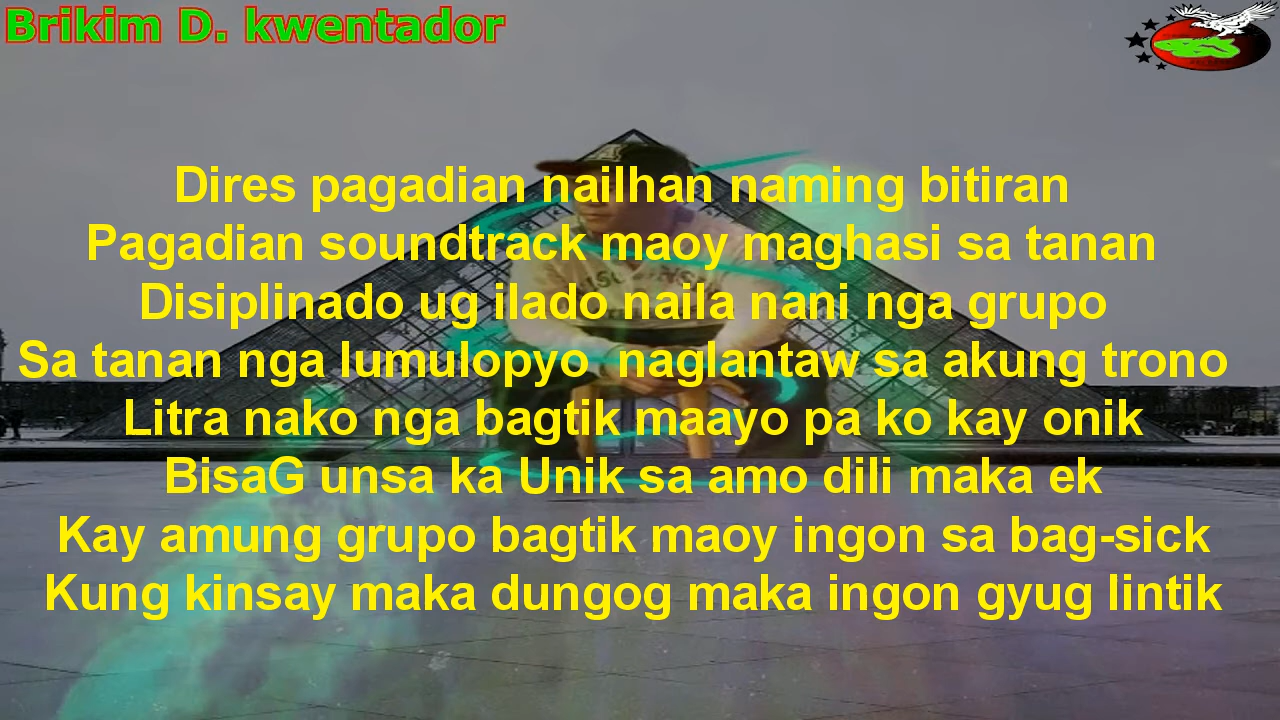 Brikim D. kwentador
Dires pagadian nailhan naming bitiran
Pagadian soundtrack maoy maghasi sa tanan
Disiplinado ug ilado naila nani nga grupo
Sa tanan nga lumulopyo naglantaw sa akung trono
Litra nako nga bagtik maayo pa ko kay onik
BisaG unsa ka Unik sa amo dili maka ek
Kay amung grupo bagtik maoy ingon sa bag-sick
Kung kinsay maka dungog maka ingon gyug lintik